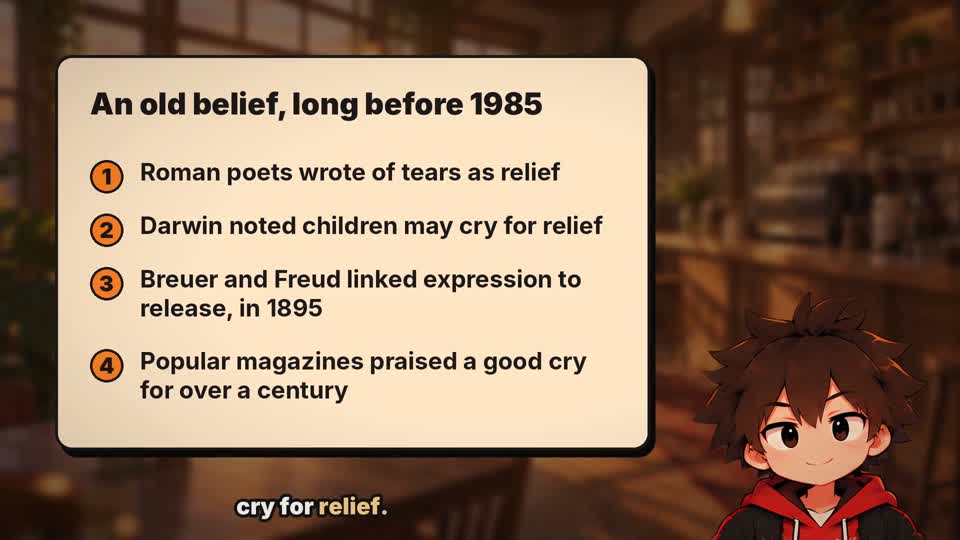 An old belief, long before 1985
1 Roman poets wrote of tears as relief
2 Darwin noted children may cry for relief
3 Breuer and Freud linked expression to
release, in 1895
4 Popular magazines praised a good cry
for over a century
cry for relief.